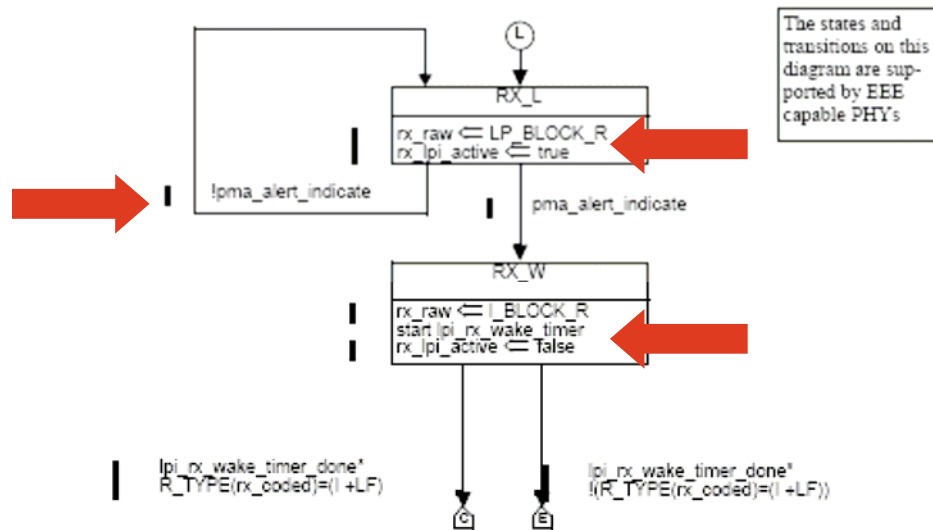 The states and
transitions on this
diagram are sup-
ported by EEE
capable PHYs
L
RX_L
rx_raw ⇐ LP_BLOCK_R
rx_lpi_active ⇐ true
!pma_alert_indicate
pma_alert_indicate
RX_W
rx_raw ⇐ I_BLOCK_R
start lpi_rx_wake_timer
rx_lpi_active ⇐ false
lpi_rx_wake_timer_done*
R_TYPE(rx_coded)=(I +LF)
lpi_rx_wake_timer_done*
!(R_TYPE(rx_coded)=(I +LF))
C
E